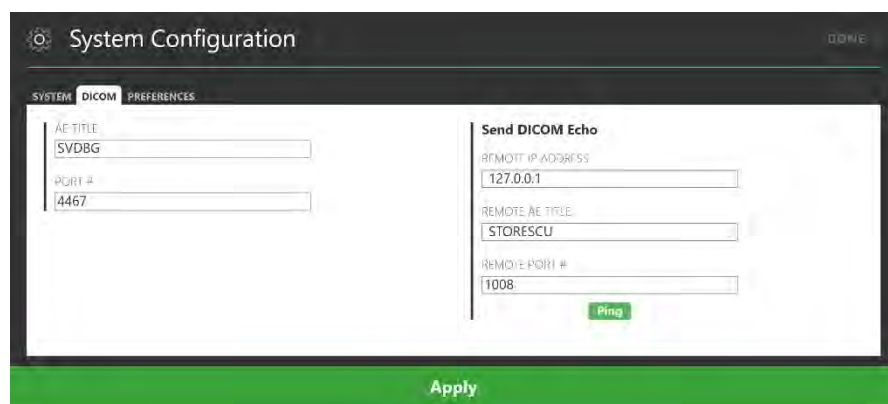 System Configuration
DONE
SYSTEM DICOM PREFERENCES
AE TITLE
SVDBG
PORT #
4467
Send DICOM Echo
REMOTE IP ADDRESS
127.0.0.1
REMOTE AE TITLE
STORESCU
REMOTE PORT #
1008
Ping
Apply